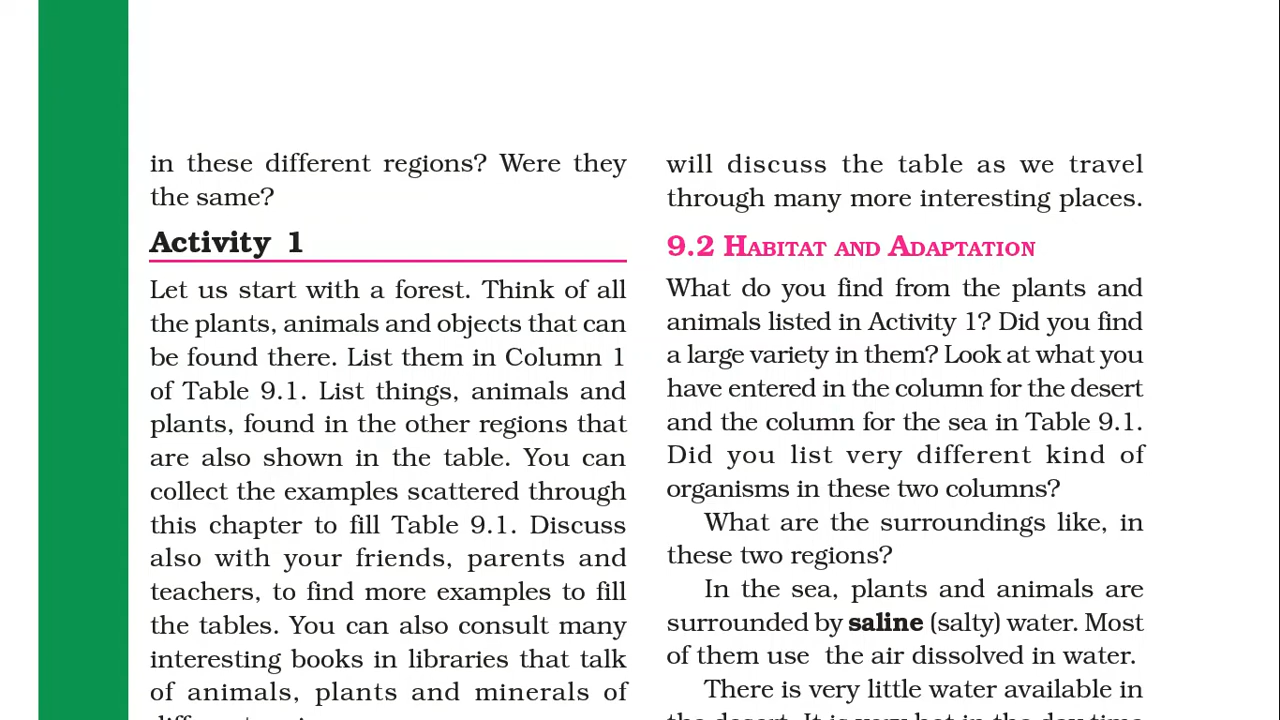 in these different regions? Were they
the same?
Activity 1
Let us start with a forest. Think of all
the plants, animals and objects that can
be found there. List them in Column 1
of Table 9.1. List things, animals and
plants, found in the other regions that
are also shown in the table. You can
collect the examples scattered through
this chapter to fill Table 9.1. Discuss
also with your friends, parents and
teachers, to find more examples to fill
the tables. You can also consult many
interesting books in libraries that talk
of animals, plants and minerals of
will discuss the table as we travel
through many more interesting places.
9.2 HABITAT AND ADAPTATION
What do you find from the plants and
animals listed in Activity 1? Did you find
a large variety in them? Look at what you
have entered in the column for the desert
and the column for the sea in Table 9.1.
Did you list very different kind of
organisms in these two columns?
What are the surroundings like, in
these two regions?
In the sea, plants and animals are
surrounded by saline (salty) water. Most
of them use the air dissolved in water.
There is very little water available in
the desert. It is very hot in the day time